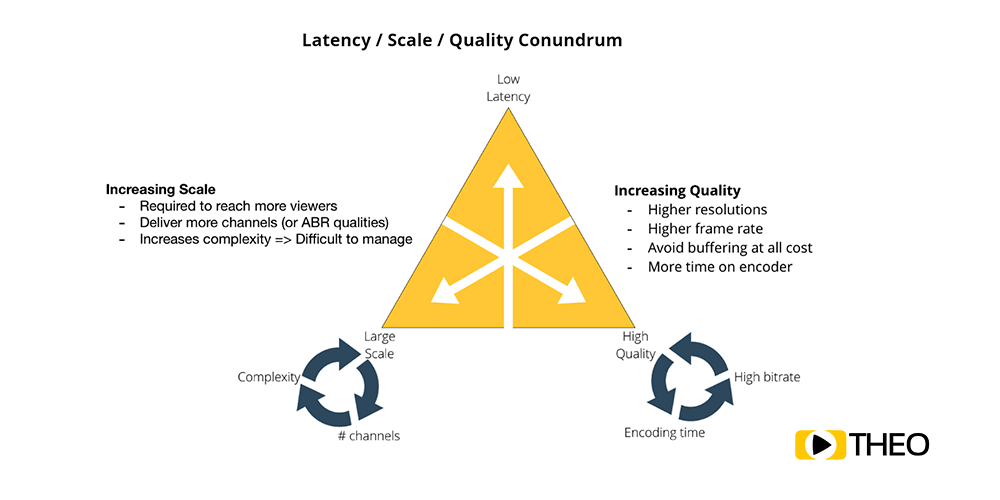 Latency / Scale / Quality Conundrum
Low
Latency
Increasing Scale
- Required to reach more viewers
- Deliver more channels (or ABR qualities)
- Increases complexity => Difficult to manage
Increasing Quality
- Higher resolutions
- Higher frame rate
- Avoid buffering at all cost
- More time on encoder
Large
Scale
Complexity
# channels
High
Quality
High bitrate
Encoding time
THEO